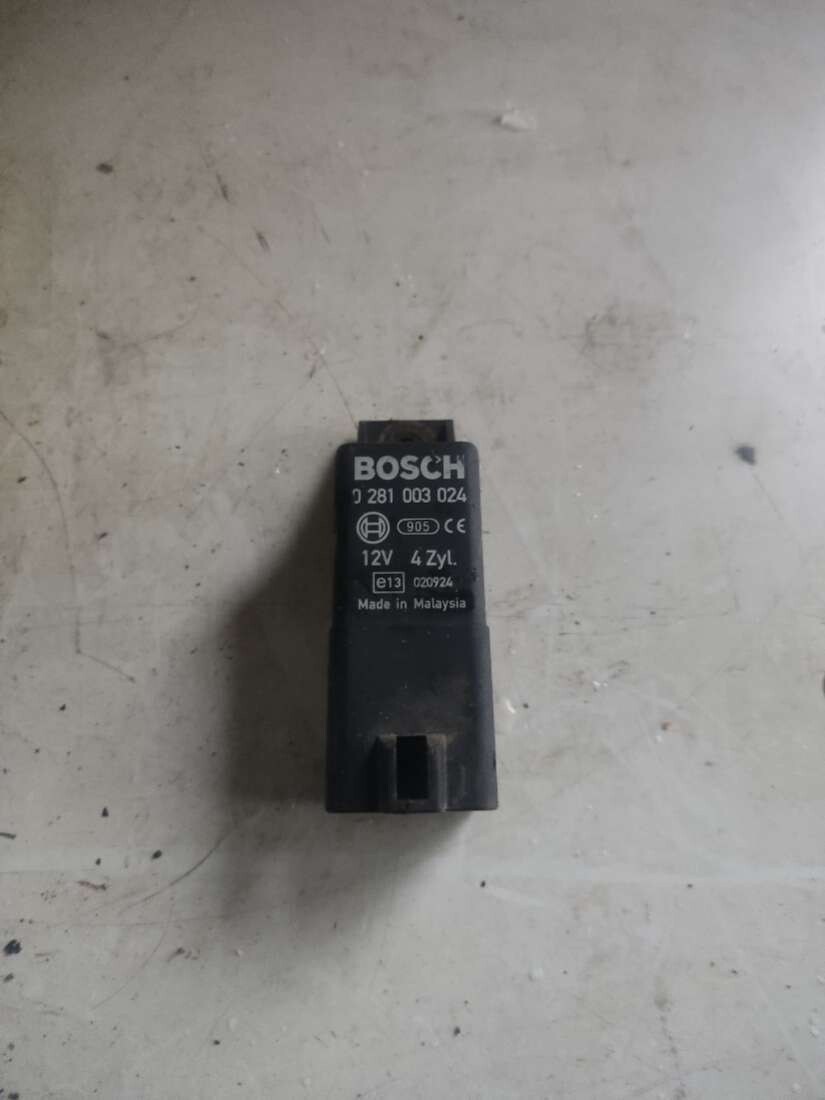 BOSCH
0 281 003 024
905 CE
12V 4 Zyl.
e13 020924
Made in Malaysia